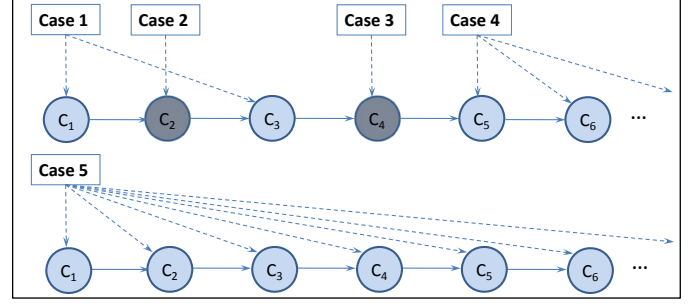 Case 1 Case 2 Case 3 Case 4
C1 C2 C3 C4 C5 C6 ...
Case 5
C1 C2 C3 C4 C5 C6 ...